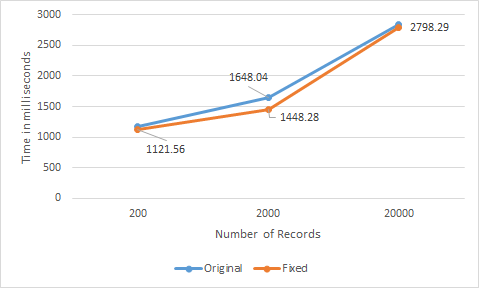 3000
2500
2000
1500
1000
500
0
Time in milliseconds
1648.04
2798.29
1448.28
1121.56
200 2000 20000
Number of Records
Original Fixed